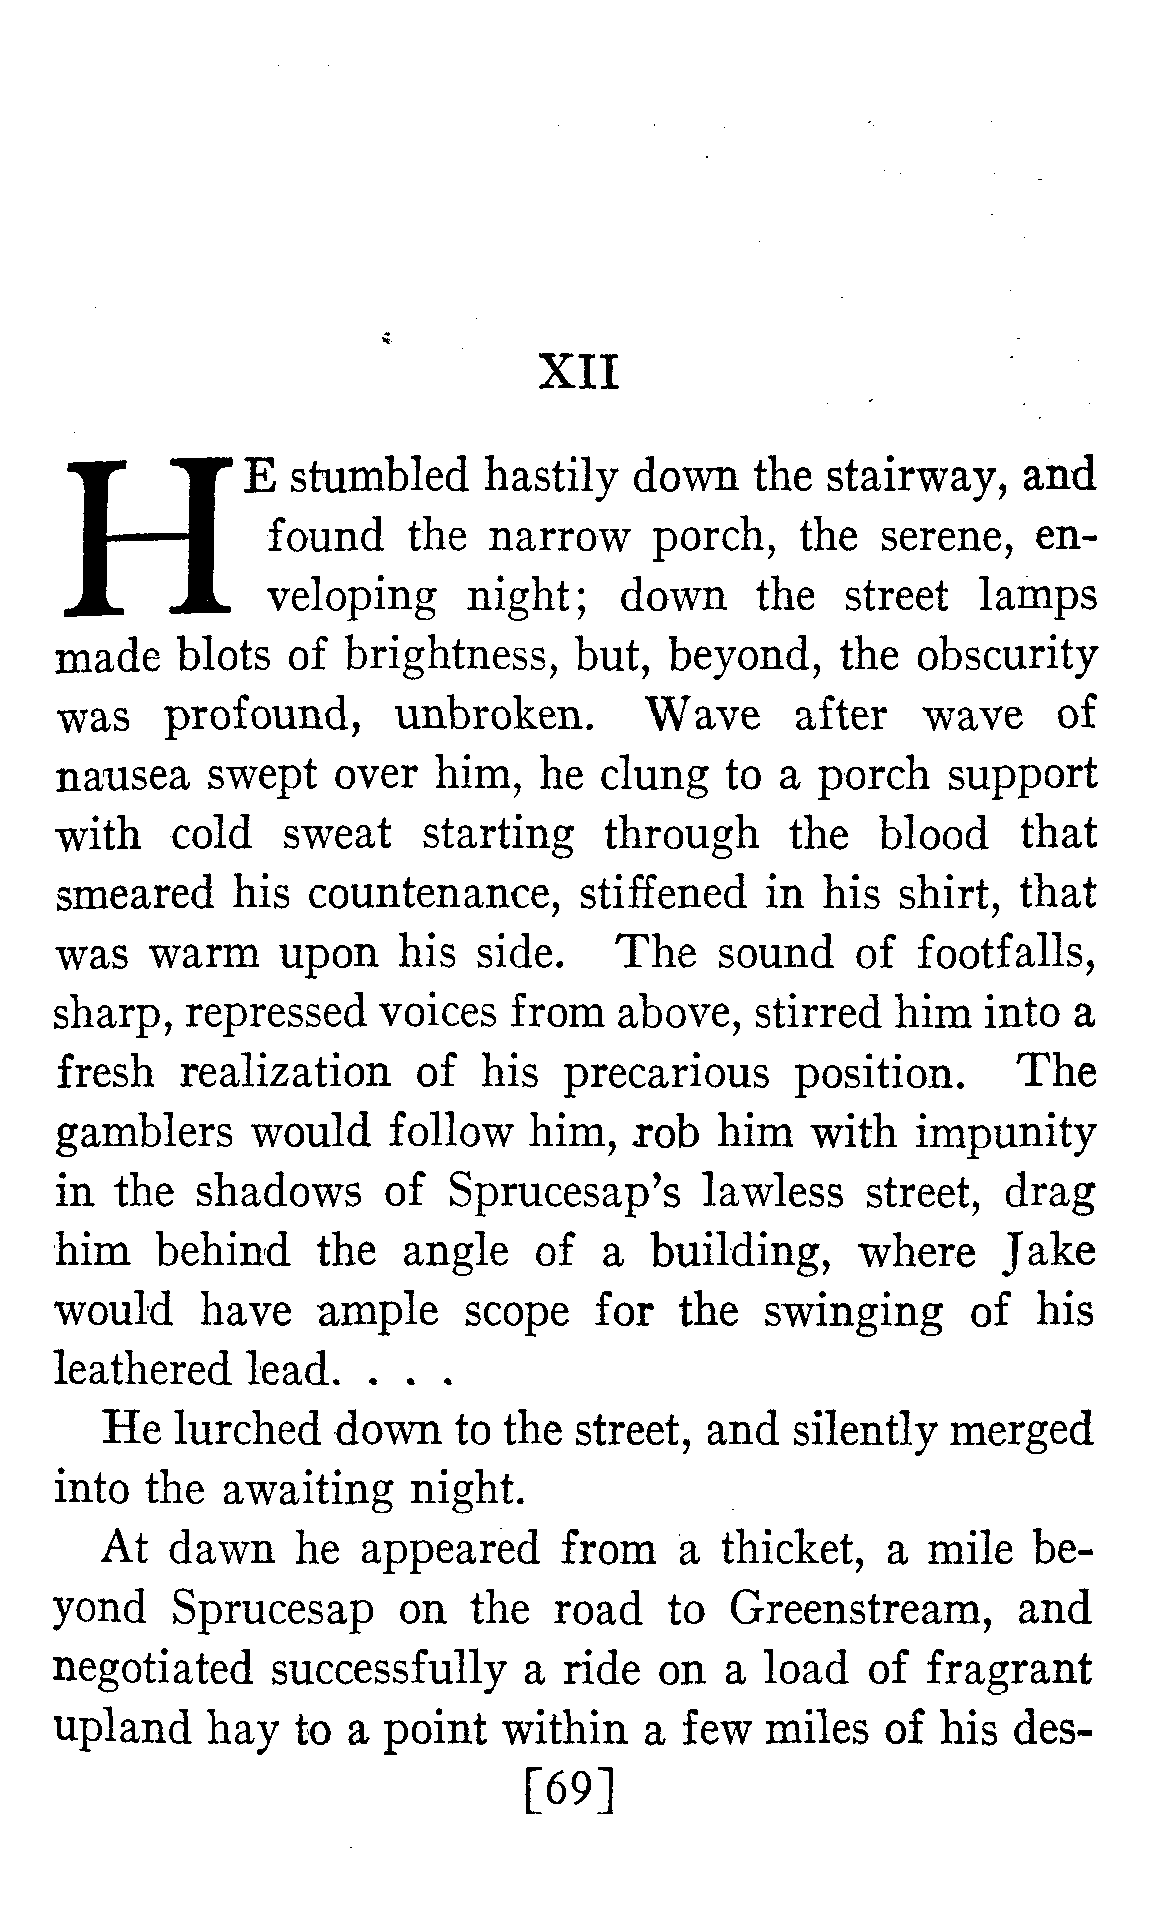 XII
HE stumbled hastily down the stairway, and
found the narrow porch, the serene, en-
veloping night; down the street lamps
made blots of brightness, but, beyond, the obscurity
was profound, unbroken. Wave after wave of
nausea swept over him, he clung to a porch support
with cold sweat starting through the blood that
smeared his countenance, stiffened in his shirt, that
was warm upon his side. The sound of footfalls,
sharp, repressed voices from above, stirred him into a
fresh realization of his precarious position. The
gamblers would follow him, rob him with impunity
in the shadows of Sprucesap's lawless street, drag
him behind the angle of a building, where Jake
would have ample scope for the swinging of his
leathered lead. . . .
He lurched down to the street, and silently merged
into the awaiting night.
At dawn he appeared from a thicket, a mile be-
yond Sprucesap on the road to Greenstream, and
negotiated successfully a ride on a load of fragrant
upland hay to a point within a few miles of his des-
[69]